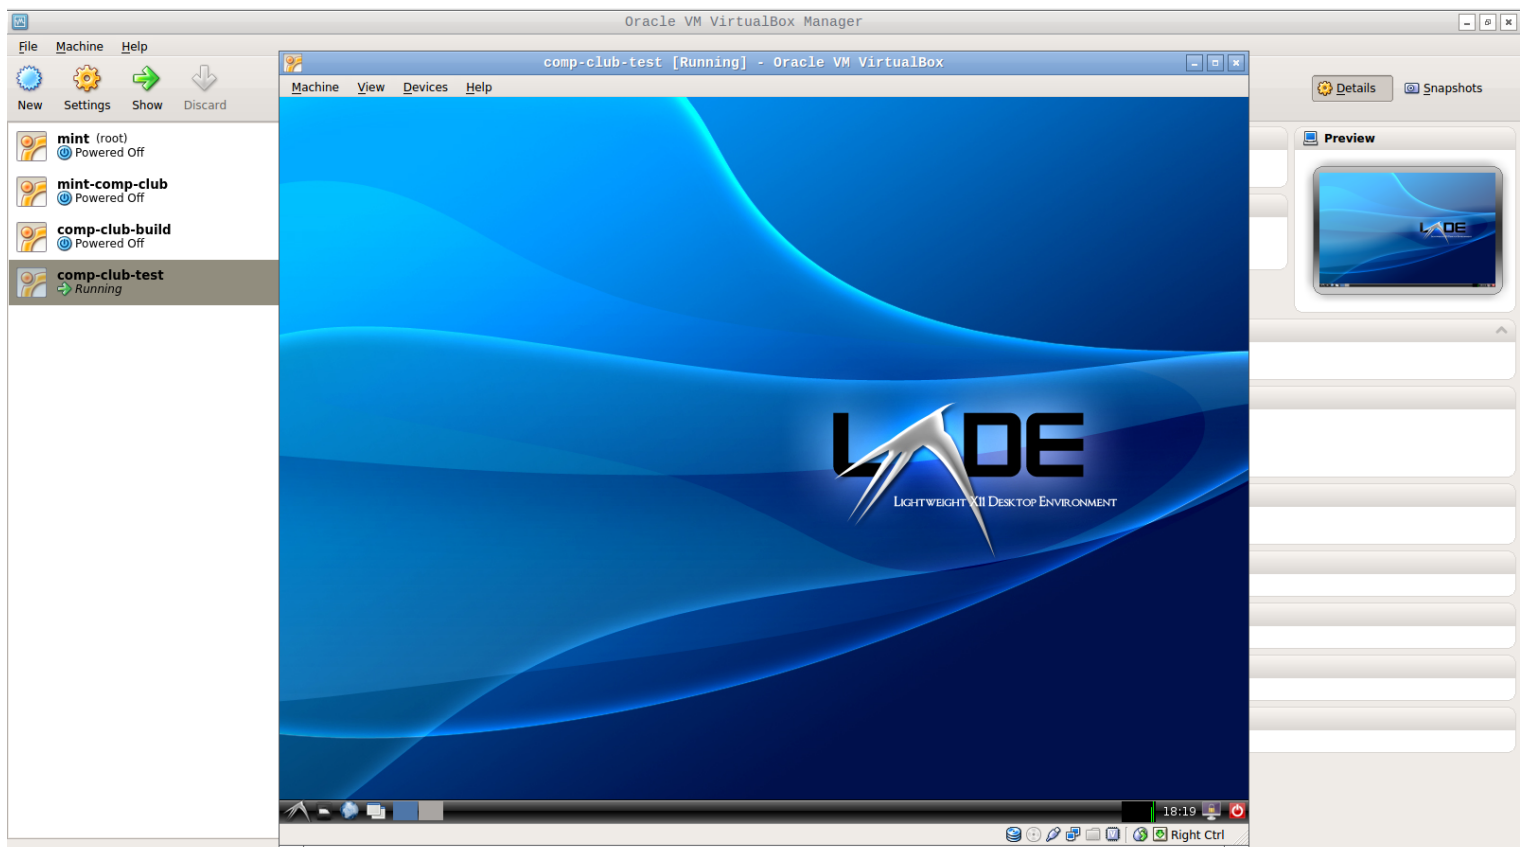 Oracle VM VirtualBox Manager
File Machine Help
New Settings Show Discard
Details Snapshots
mint (root)
Powered Off
mint-comp-club
Powered Off
comp-club-build
Powered Off
comp-club-test
Running
comp-club-test [Running] - Oracle VM VirtualBox
Machine View Devices Help
LXDE
Lightweight X11 Desktop Environment
18:19
Right Ctrl
Preview
LXDE